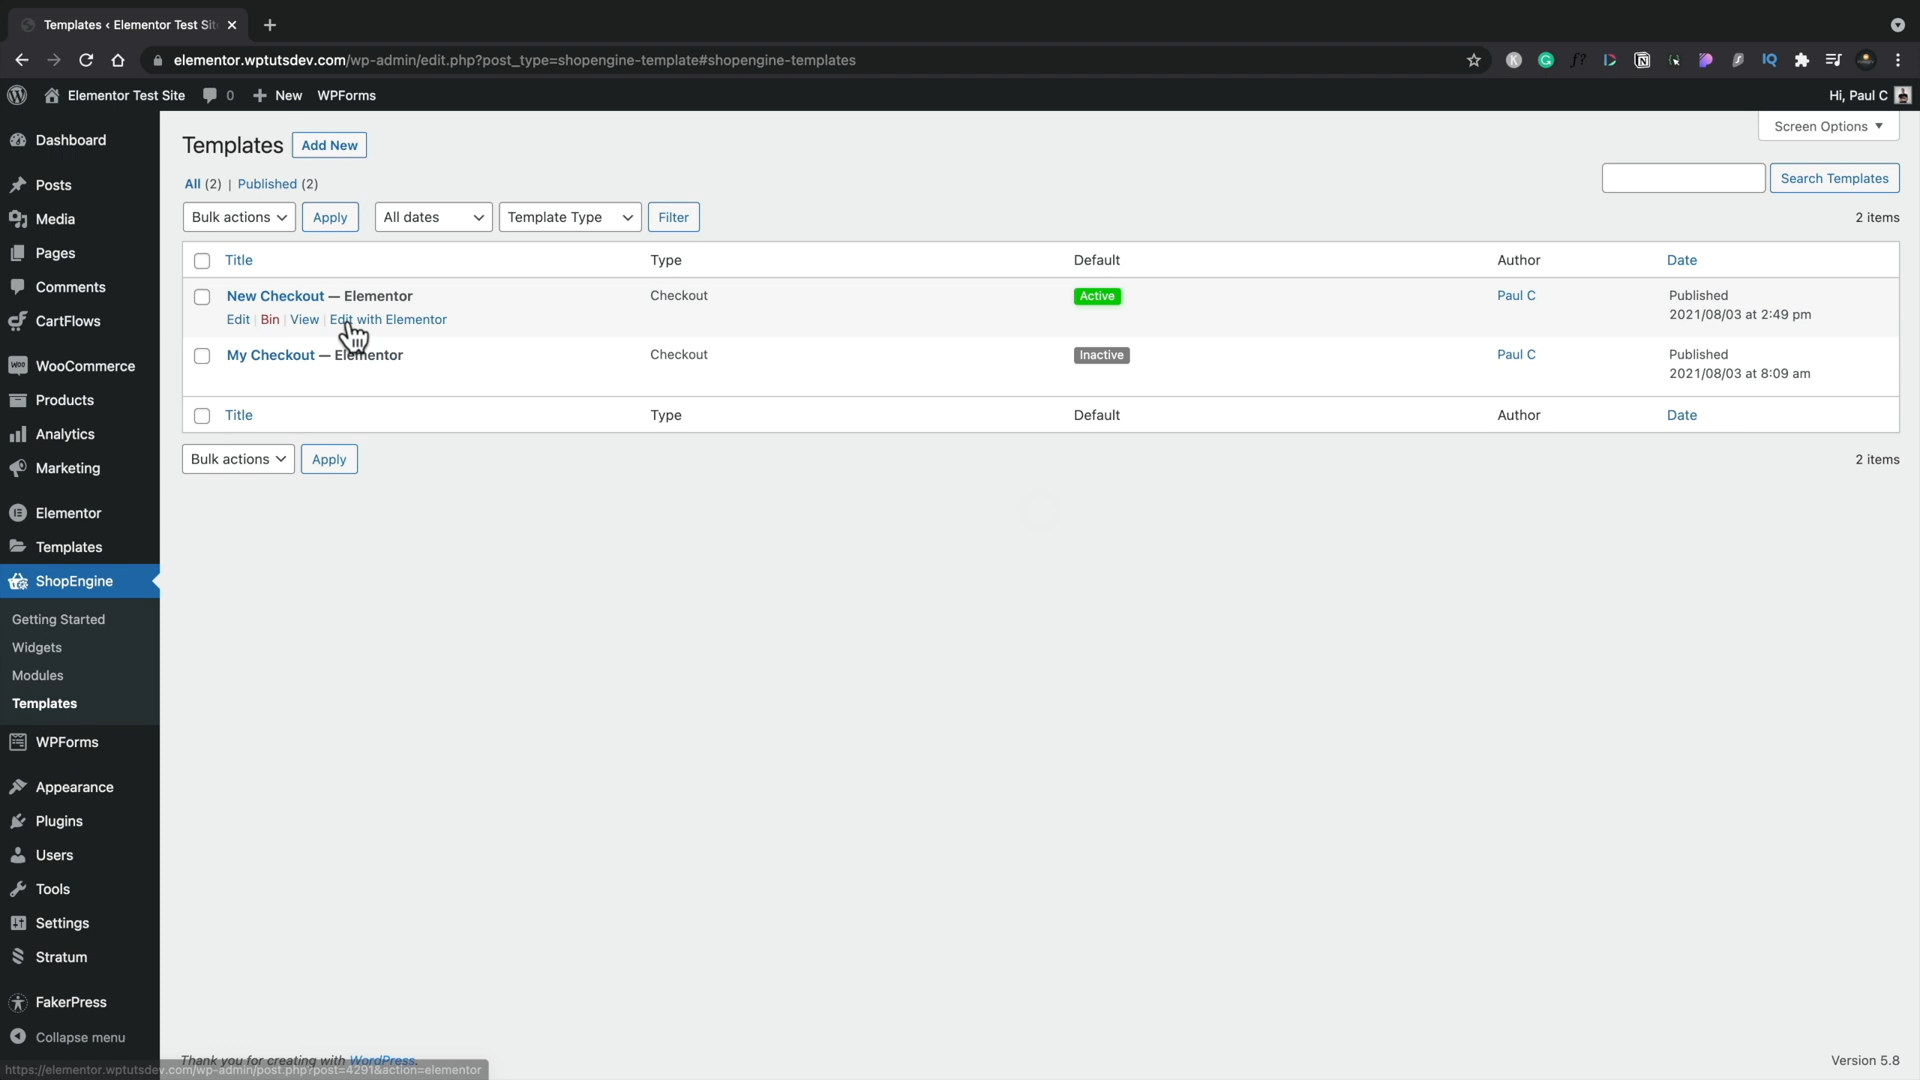 Templates ‹ Elementor Test Sit
elementor.wptutsdev.com/wp-admin/edit.php?post_type=shopengine-template#shopengine-templates
Elementor Test Site 0 New WPForms Hi, Paul C
Dashboard
Posts
Media
Pages
Comments
CartFlows
WooCommerce
Products
Analytics
Marketing
Elementor
Templates
ShopEngine
Getting Started
Widgets
Modules
Templates
WPForms
Appearance
Plugins
Users
Tools
Settings
Stratum
FakerPress
Collapse menu
Screen Options
Templates Add New
All (2) | Published (2)
Search Templates
Bulk actions Apply All dates Template Type Filter 2 items
Title Type Default Author Date
New Checkout — Elementor Checkout Active Paul C Published
2021/08/03 at 2:49 pm
Edit | Bin | View | Edit with Elementor
My Checkout — Elementor Checkout Inactive Paul C Published
2021/08/03 at 8:09 am
Title Type Default Author Date
Bulk actions Apply 2 items
Thank you for creating with WordPress.
Version 5.8
https://elementor.wptutsdev.com/wp-admin/post.php?post=4291&action=elementor